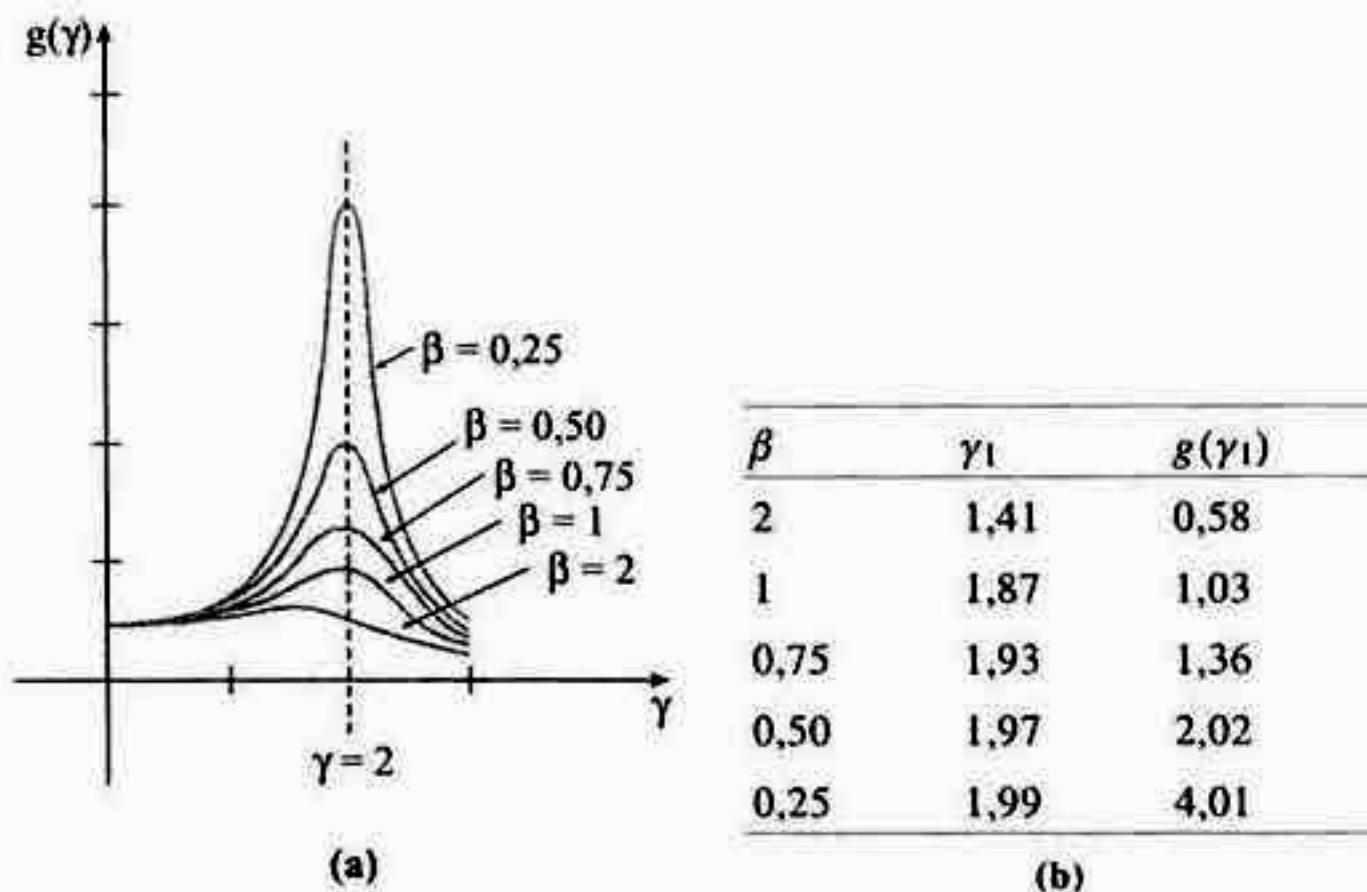 g(γ)
β = 0,25
β = 0,50
β = 0,75
β = 1
β = 2
γ
γ = 2
(a)
β γ1 g(γ1)
2 1,41 0,58
1 1,87 1,03
0,75 1,93 1,36
0,50 1,97 2,02
0,25 1,99 4,01
(b)